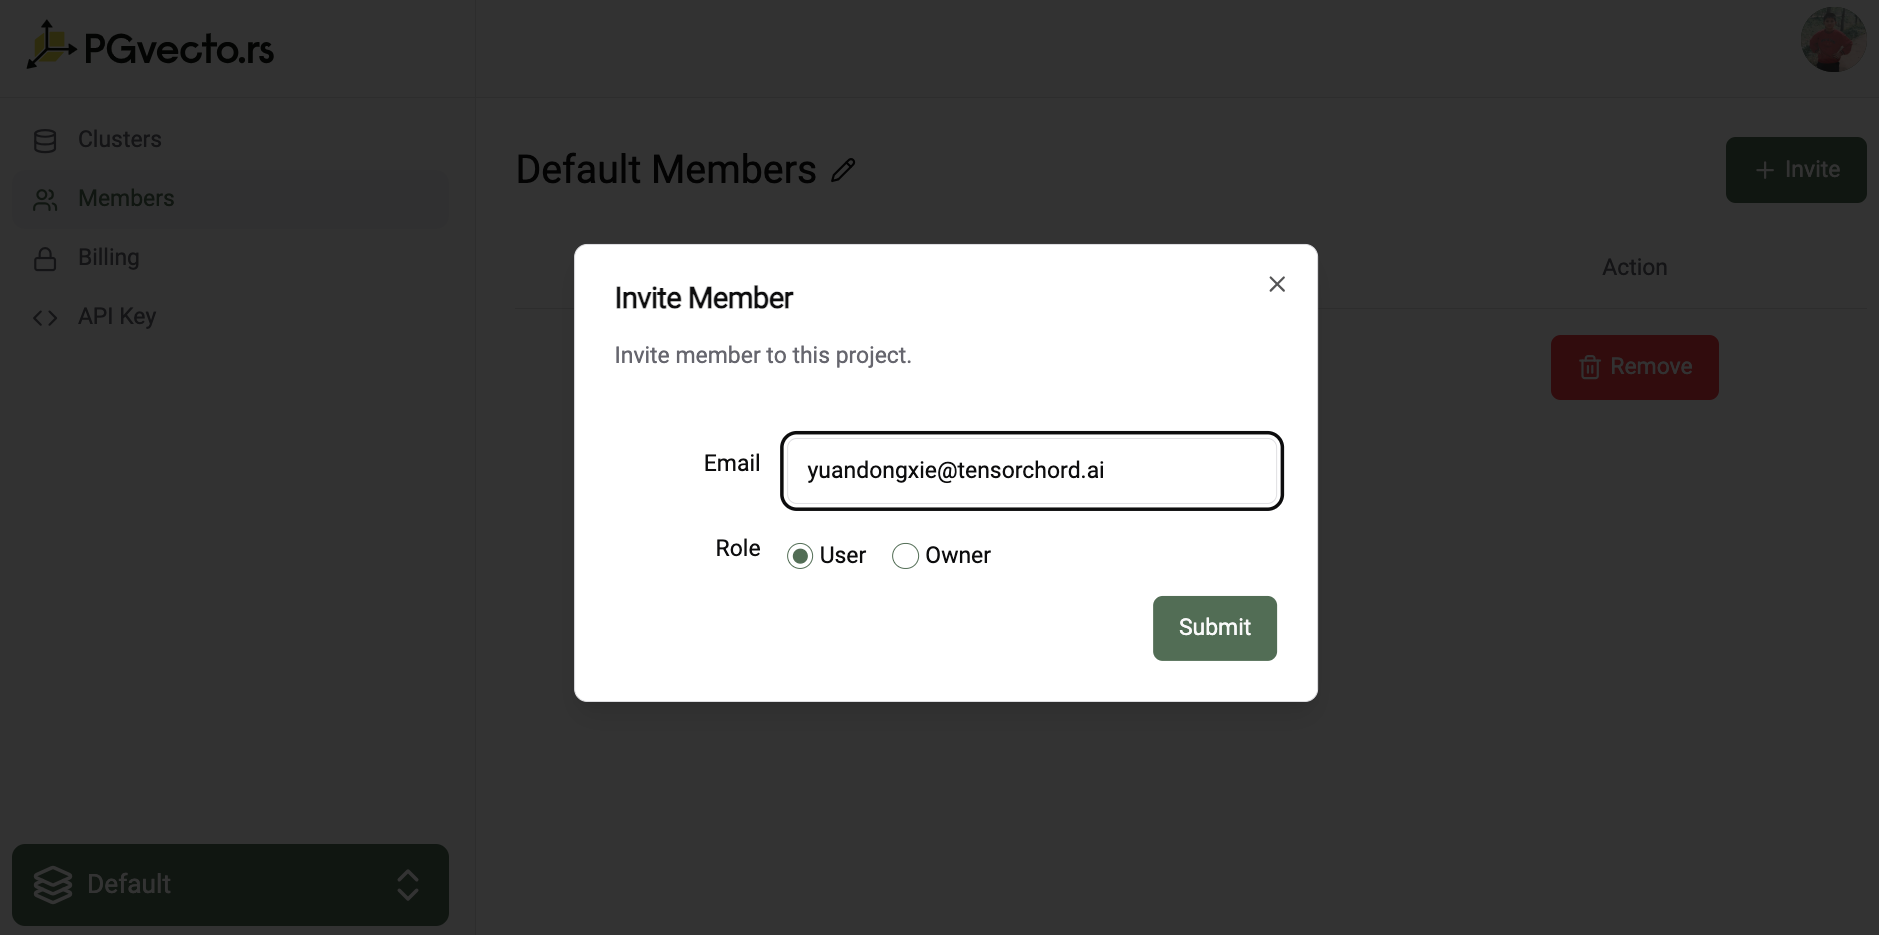 PGvecto.rs
Clusters
Members
Billing
API Key
Default
Default Members
+ Invite
Action
Remove
Invite Member
Invite member to this project.
Email
yuandongxie@tensorchord.ai
Role
User
Owner
Submit